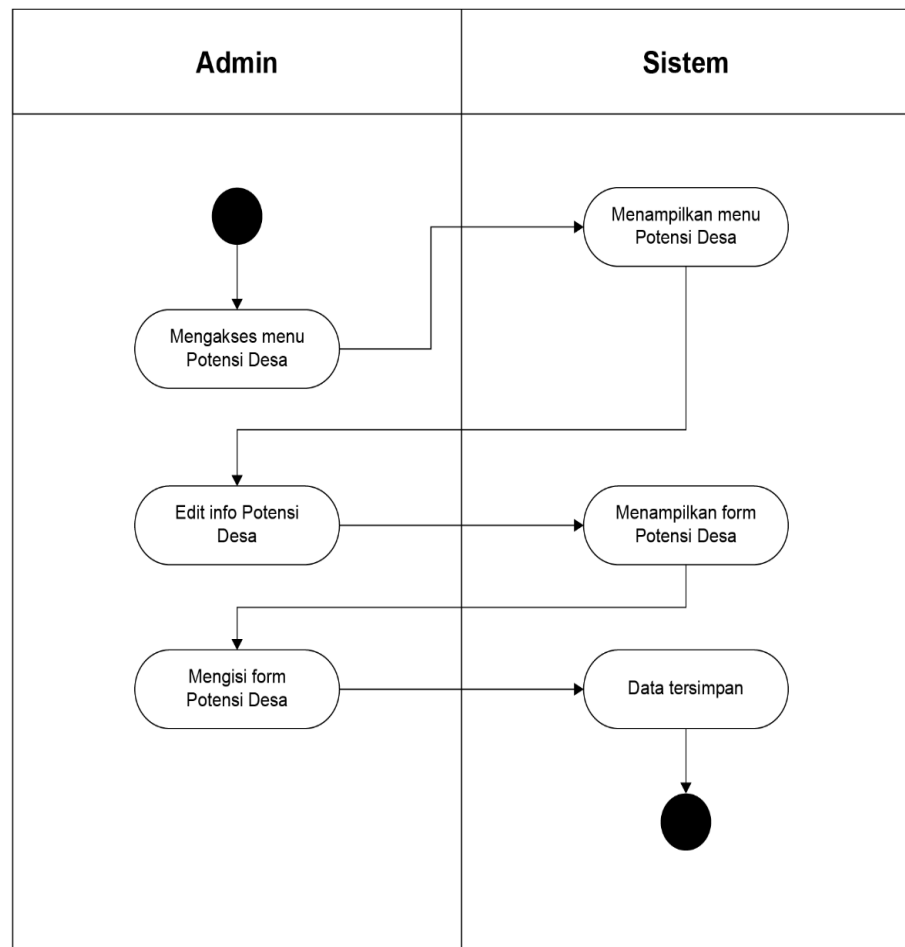 Admin
Sistem
Menampilkan menu
Potensi Desa
Mengakses menu
Potensi Desa
Edit info Potensi
Desa
Menampilkan form
Potensi Desa
Mengisi form
Potensi Desa
Data tersimpan